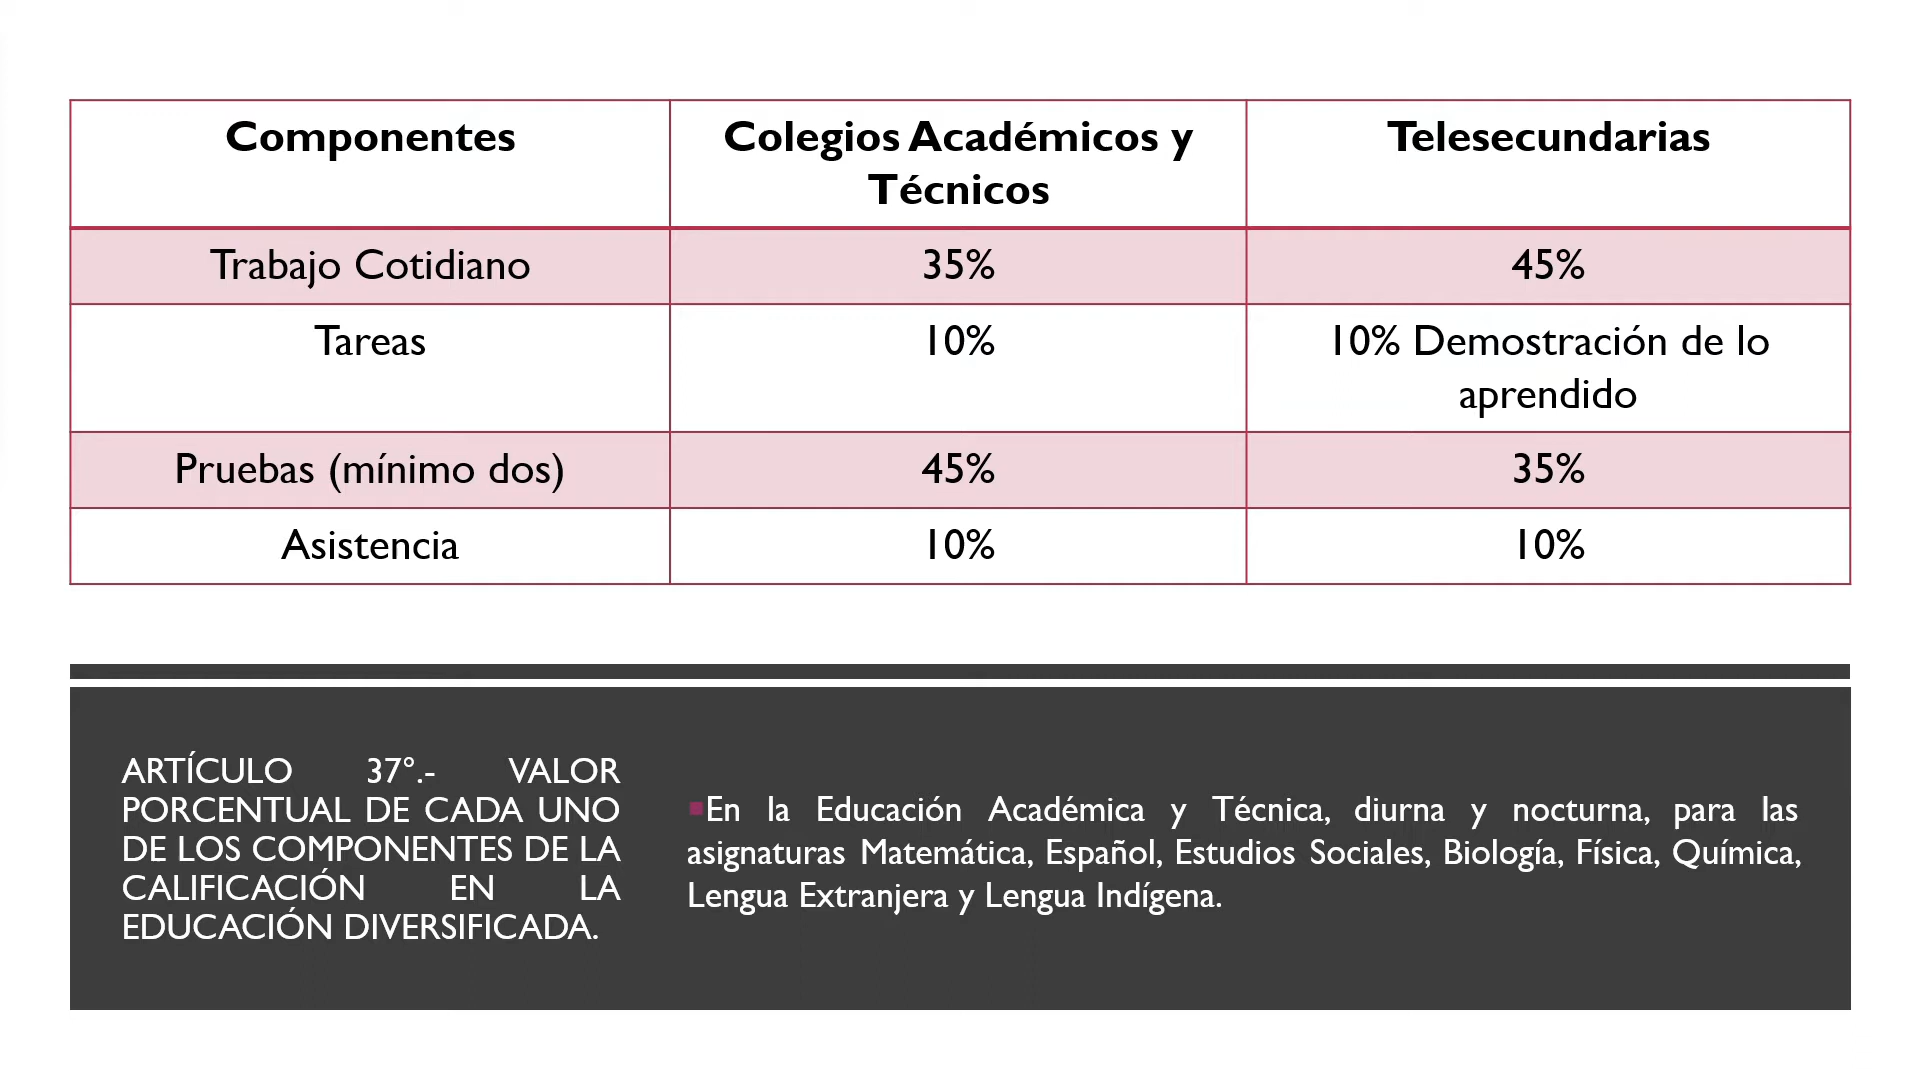 Componentes
Colegios Académicos y
Técnicos
Telesecundarias
Trabajo Cotidiano
35%
45%
Tareas
10%
10% Demostración de lo
aprendido
Pruebas (mínimo dos)
45%
35%
Asistencia
10%
10%
ARTÍCULO 37°.- VALOR
PORCENTUAL DE CADA UNO
DE LOS COMPONENTES DE LA
CALIFICACIÓN EN LA
EDUCACIÓN DIVERSIFICADA.
▪En la Educación Académica y Técnica, diurna y nocturna, para las
asignaturas Matemática, Español, Estudios Sociales, Biología, Física, Química,
Lengua Extranjera y Lengua Indígena.